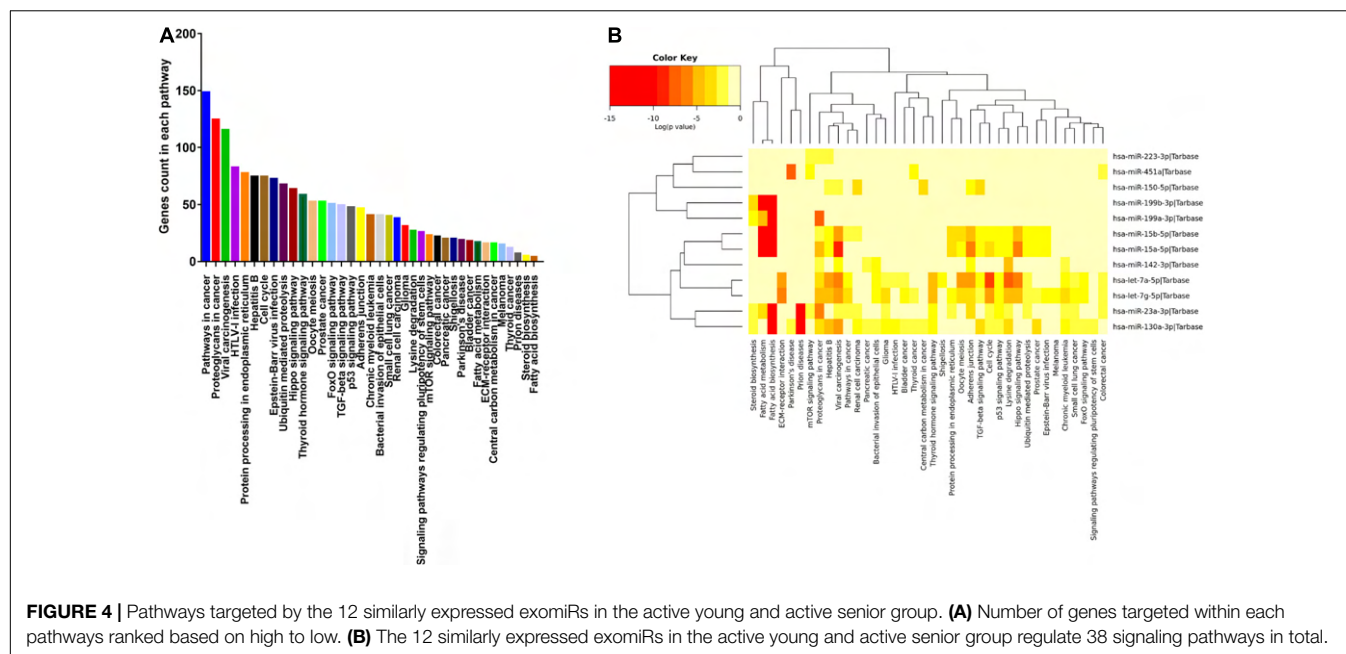 A
200
150
100
50
0
Genes count in each pathway
Pathways in cancer
Proteoglycans in cancer
Viral carcinogenesis
HTLV-I infection
Protein processing in endoplasmic reticulum
Hepatitis B
Cell cycle
Epstein-Barr virus infection
Ubiquitin mediated proteolysis
Hippo signaling pathway
Thyroid hormone signaling pathway
Oocyte meiosis
Prostate cancer
FoxO signaling pathway
TGF-beta signaling pathway
p53 signaling pathway
Adherens junction
Chronic myeloid leukemia
Bacterial invasion of epithelial cells
Small cell lung cancer
Renal cell carcinoma
Glioma
Lysine degradation
Signaling pathways regulating pluripotency of stem cells
mTOR signaling pathway
Colorectal cancer
Pancreatic cancer
Shigellosis
Parkinson's disease
Bladder cancer
Fatty acid metabolism
ECM-receptor interaction
Central carbon metabolism in cancer
Melanoma
Thyroid cancer
Prion diseases
Steroid biosynthesis
Fatty acid biosynthesis
B
Color Key
-15 -10 -5 0
Log(p value)
hsa-miR-223-3p|Tarbase
hsa-miR-451a|Tarbase
hsa-miR-150-5p|Tarbase
hsa-miR-199b-3p|Tarbase
hsa-miR-199a-3p|Tarbase
hsa-miR-15b-5p|Tarbase
hsa-miR-15a-5p|Tarbase
hsa-miR-142-3p|Tarbase
hsa-let-7a-5p|Tarbase
hsa-let-7g-5p|Tarbase
hsa-miR-23a-3p|Tarbase
hsa-miR-130a-3p|Tarbase
Steroid biosynthesis
Fatty acid metabolism
Fatty acid biosynthesis
ECM-receptor interaction
Parkinson's disease
Prion diseases
mTOR signaling pathway
Proteoglycans in cancer
Hepatitis B
Viral carcinogenesis
Pathways in cancer
Renal cell carcinoma
Pancreatic cancer
Bacterial invasion of epithelial cells
Glioma
HTLV-I infection
Bladder cancer
Thyroid cancer
Central carbon metabolism in cancer
Thyroid hormone signaling pathway
Shigellosis
Protein processing in endoplasmic reticulum
Oocyte meiosis
Adherens junction
TGF-beta signaling pathway
Cell cycle
p53 signaling pathway
Lysine degradation
Hippo signaling pathway
Ubiquitin mediated proteolysis
Prostate cancer
Epstein-Barr virus infection
Melanoma
Chronic myeloid leukemia
Small cell lung cancer
FoxO signaling pathway
Signaling pathways regulating pluripotency of stem cells
Colorectal cancer
FIGURE 4 | Pathways targeted by the 12 similarly expressed exomiRs in the active young and active senior group. (A) Number of genes targeted within each
pathways ranked based on high to low. (B) The 12 similarly expressed exomiRs in the active young and active senior group regulate 38 signaling pathways in total.